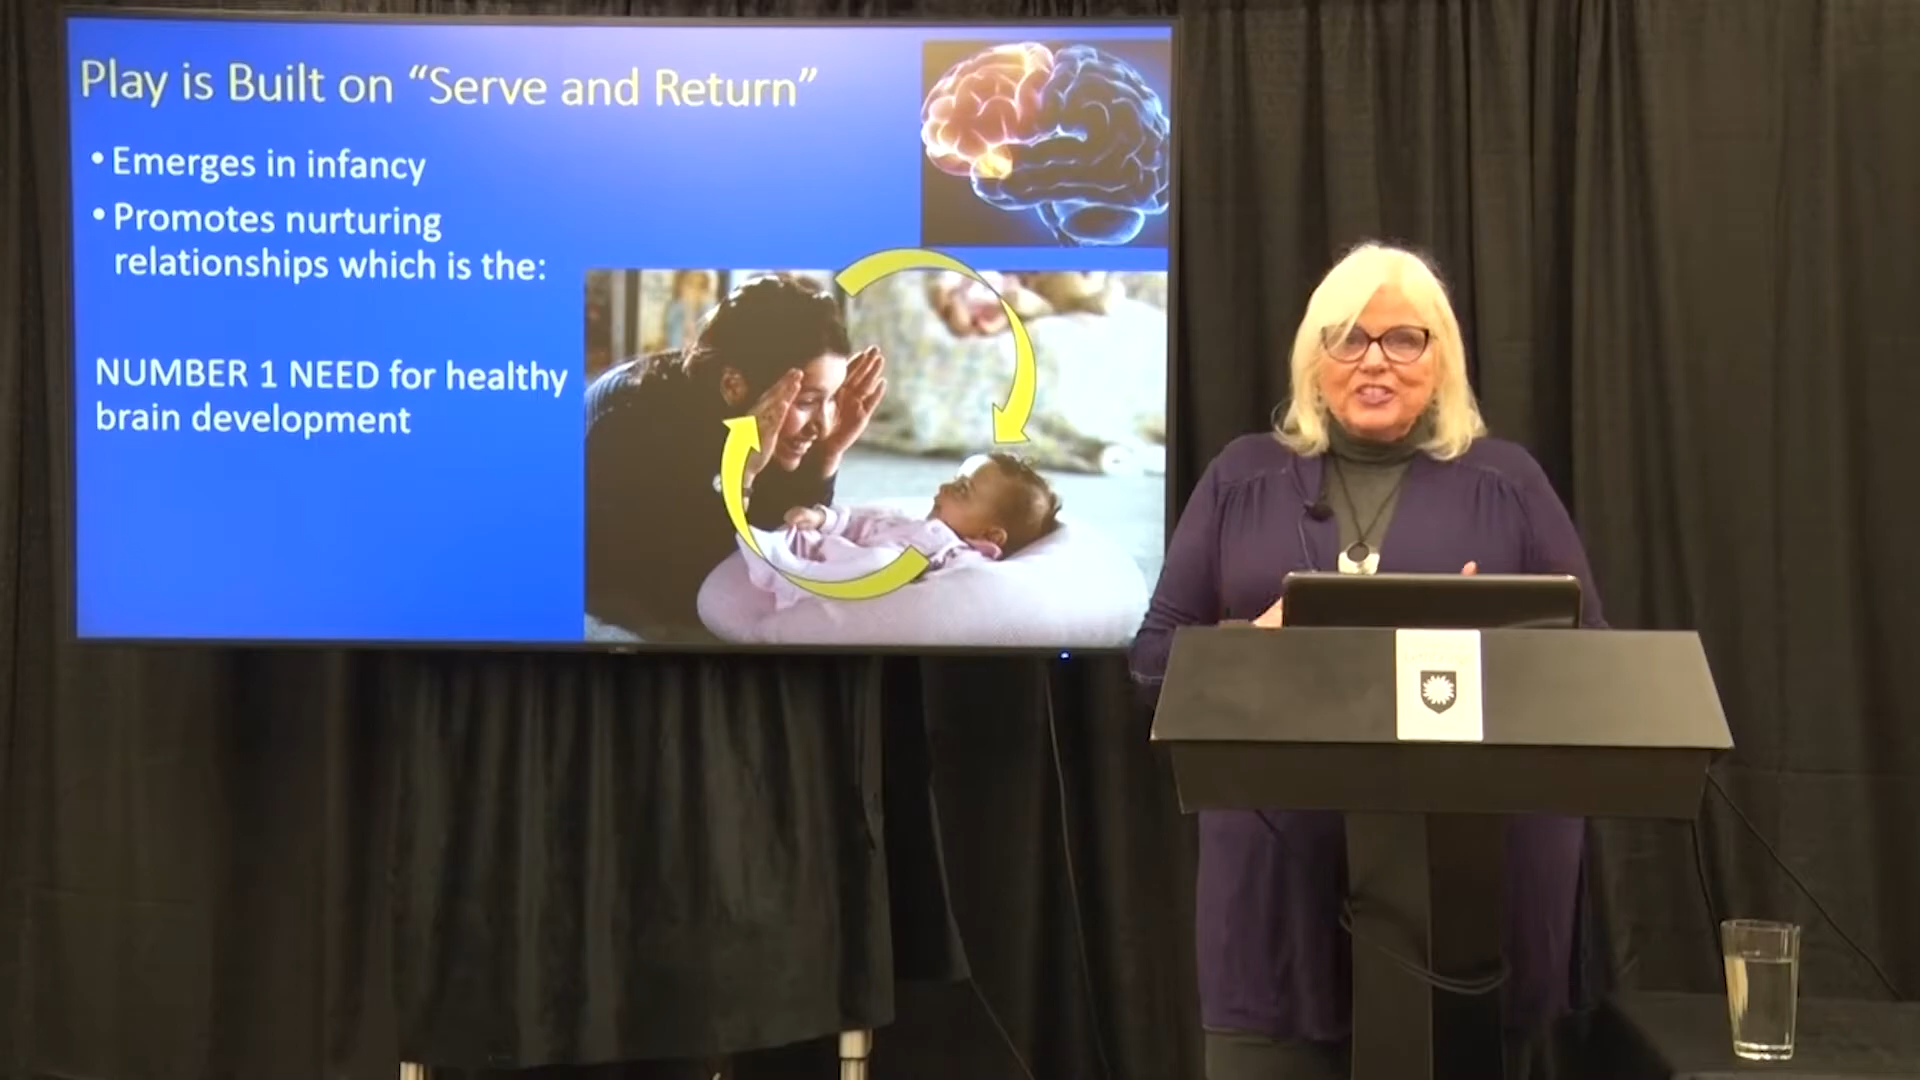 Play is Built on “Serve and Return”
• Emerges in infancy
• Promotes nurturing
relationships which is the:
NUMBER 1 NEED for healthy
brain development